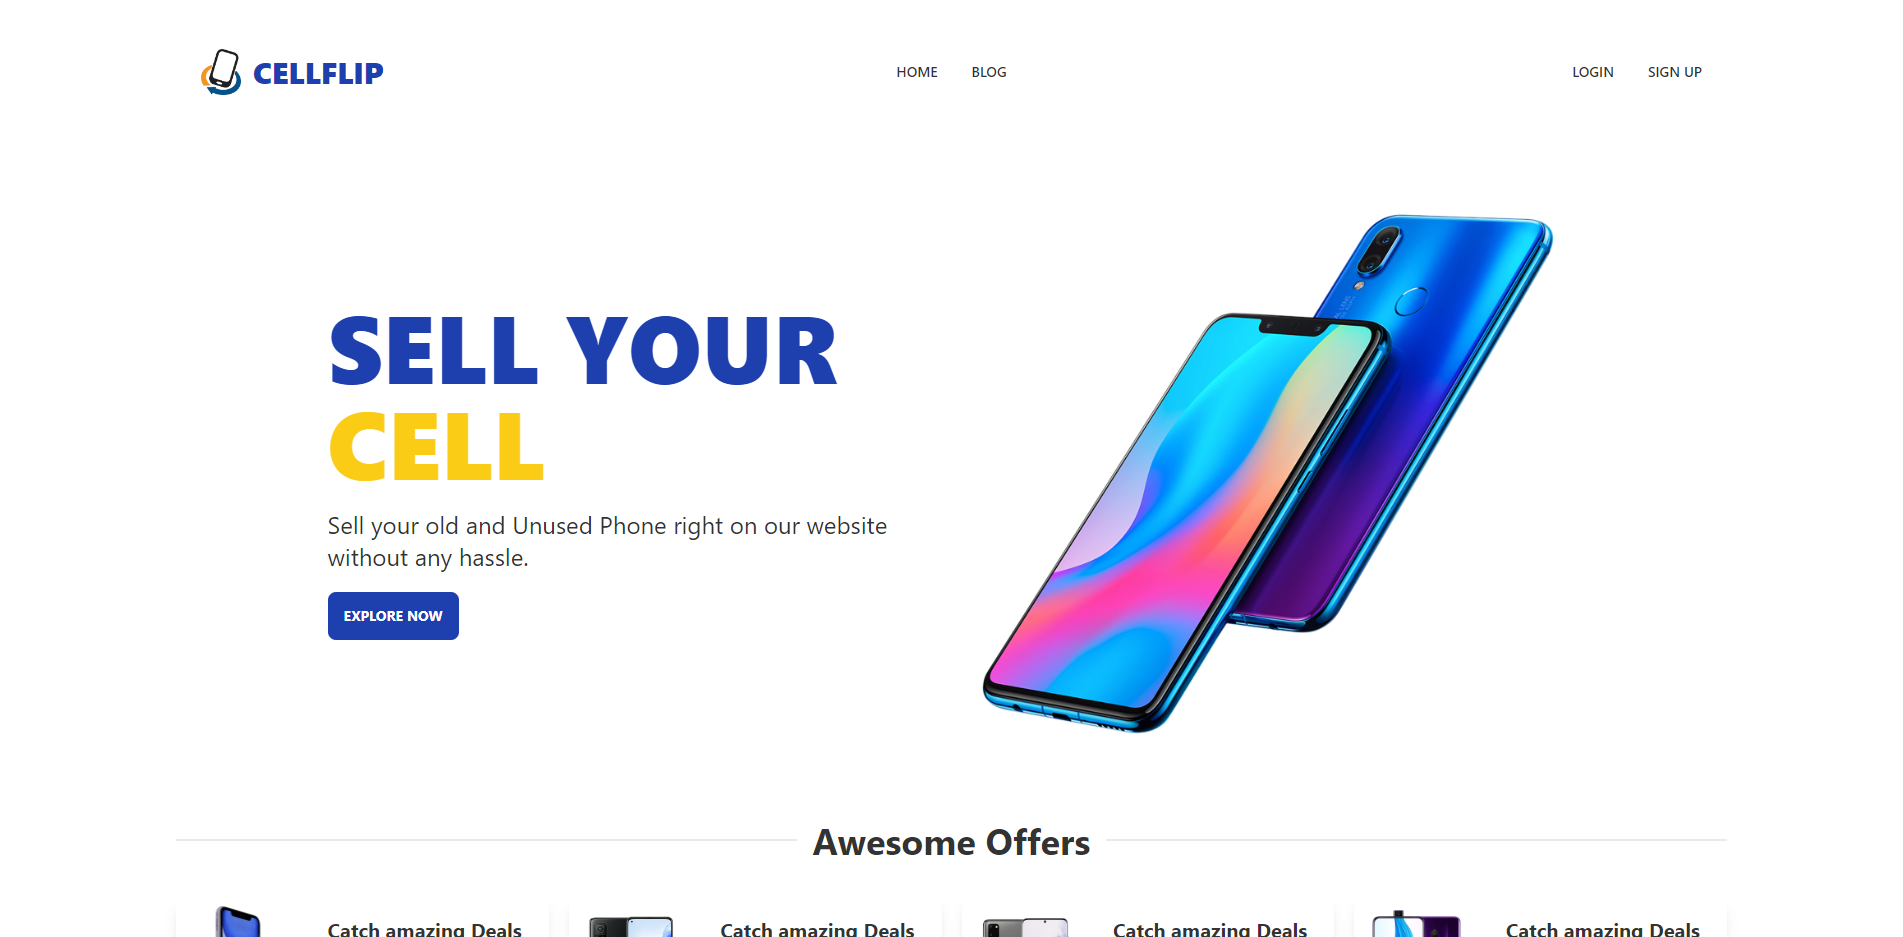 CELLFLIP
HOME
BLOG
LOGIN
SIGN UP
SELL YOUR
CELL
Sell your old and Unused Phone right on our website
without any hassle.
EXPLORE NOW
Awesome Offers
Catch amazing Deals
Catch amazing Deals
Catch amazing Deals
Catch amazing Deals